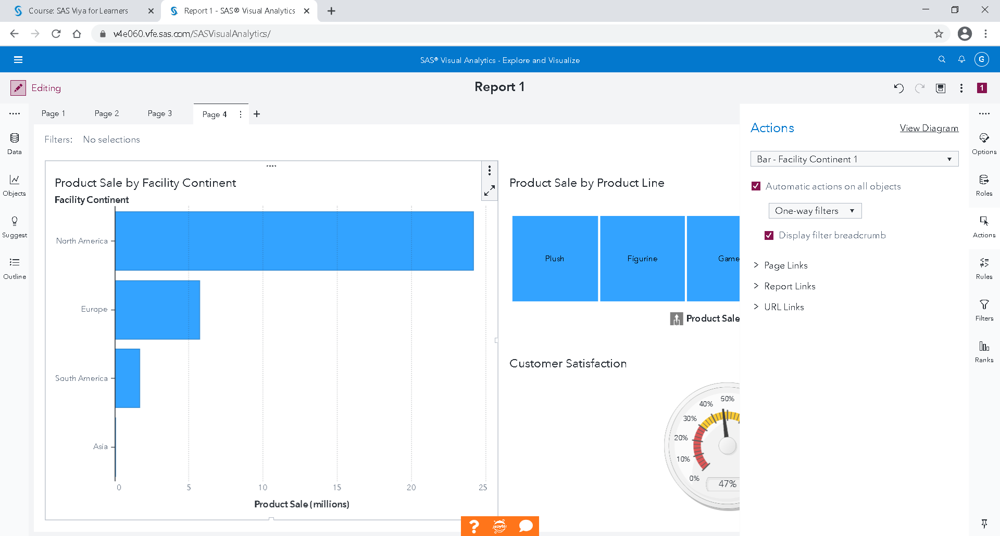 Course: SAS Viya for Learners
Report 1 - SAS® Visual Analytics
v4e060.vfe.sas.com/SASVisualAnalytics/
SAS® Visual Analytics - Explore and Visualize
G
Editing
Report 1
1
Page 1
Page 2
Page 3
Page 4
Filters: No selections
Data
Objects
Suggest
Outline
Product Sale by Facility Continent
Facility Continent
North America
Europe
South America
Asia
0 5 10 15 20 25
Product Sale (millions)
Product Sale by Product Line
Plush
Figurine
Game
Product Sale
Customer Satisfaction
0%
10%
20%
30%
40%
50%
47%
Actions
View Diagram
Bar - Facility Continent 1
Automatic actions on all objects
One-way filters
Display filter breadcrumb
Page Links
Report Links
URL Links
Options
Roles
Actions
Rules
Filters
Ranks
?
jupyter